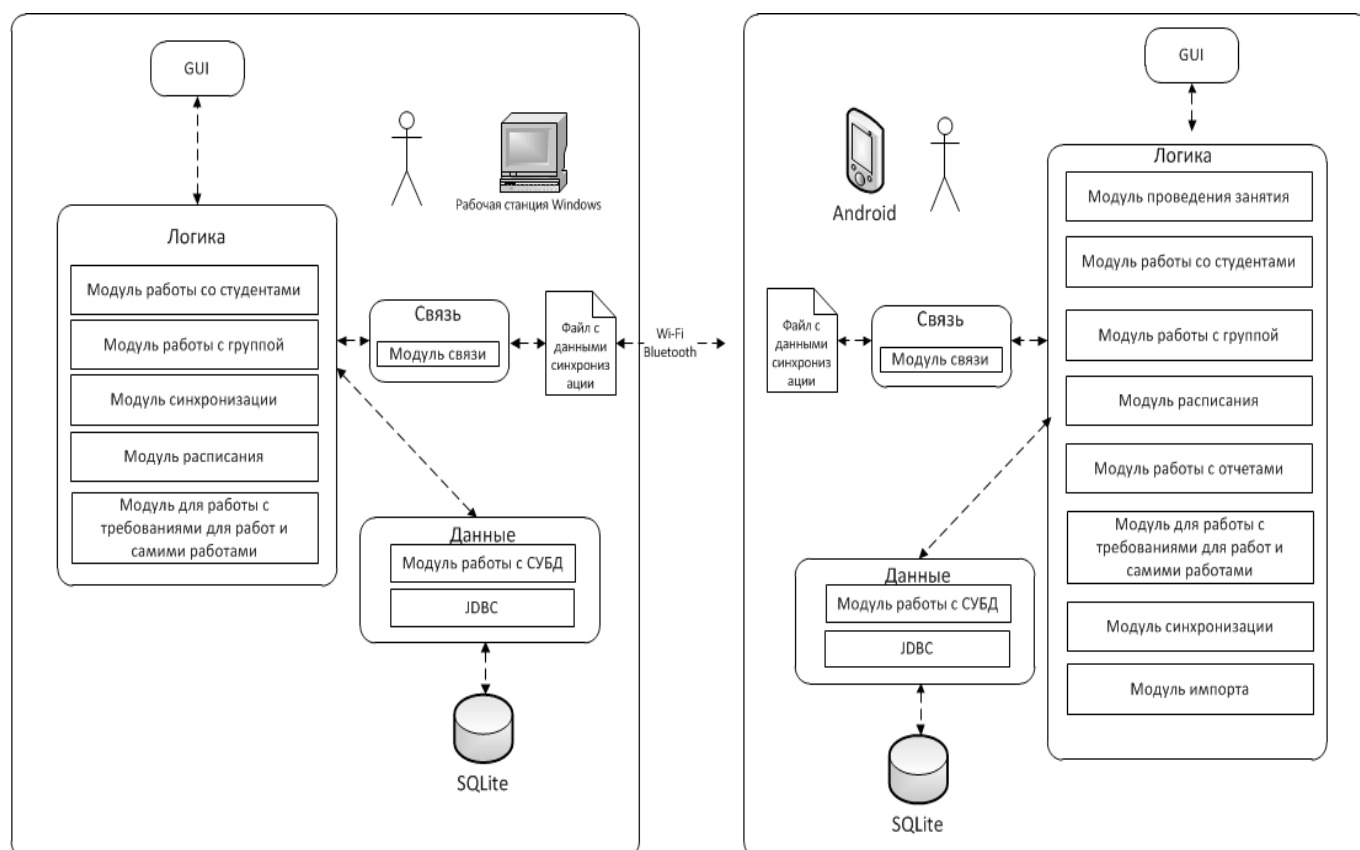 GUI
Рабочая станция Windows
Логика
Модуль работы со студентами
Модуль работы с группой
Модуль синхронизации
Модуль расписания
Модуль для работы с
требованиями для работ и
самими работами
Связь
Модуль связи
Файл с
данными
синхрониз
ации
Wi-Fi
Bluetooth
Данные
Модуль работы с СУБД
JDBC
SQLite
GUI
Android
Логика
Модуль проведения занятия
Модуль работы со студентами
Модуль работы с группой
Модуль расписания
Модуль работы с отчетами
Модуль для работы с
требованиями для работ и
самими работами
Модуль синхронизации
Модуль импорта
Файл с
данными
синхрониз
ации
Связь
Модуль связи
Данные
Модуль работы с СУБД
JDBC
SQLite